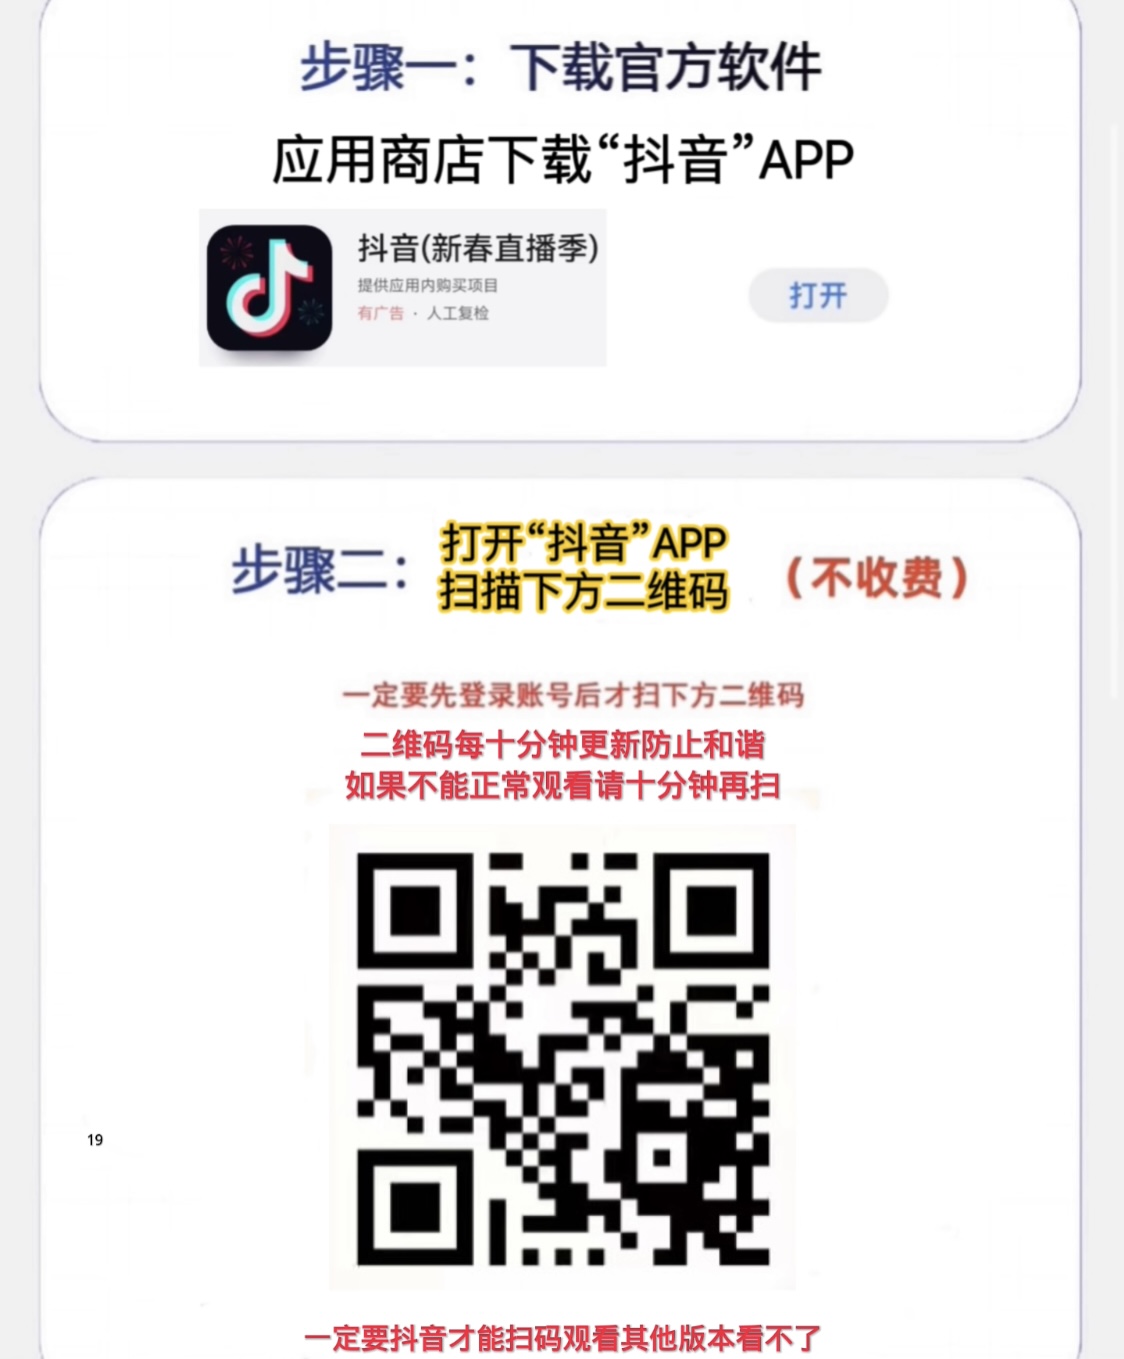 步骤一：下载官方软件
应用商店下载“抖音”APP
抖音(新春直播季)
提供应用内购买项目
有广告 · 人工复检
打开
步骤二：
打开“抖音”APP
扫描下方二维码
（不收费）
一定要先登录账号后才扫下方二维码
二维码每十分钟更新防止和谐
如果不能正常观看请十分钟再扫
19
一定要抖音才能扫码观看其他版本看不了